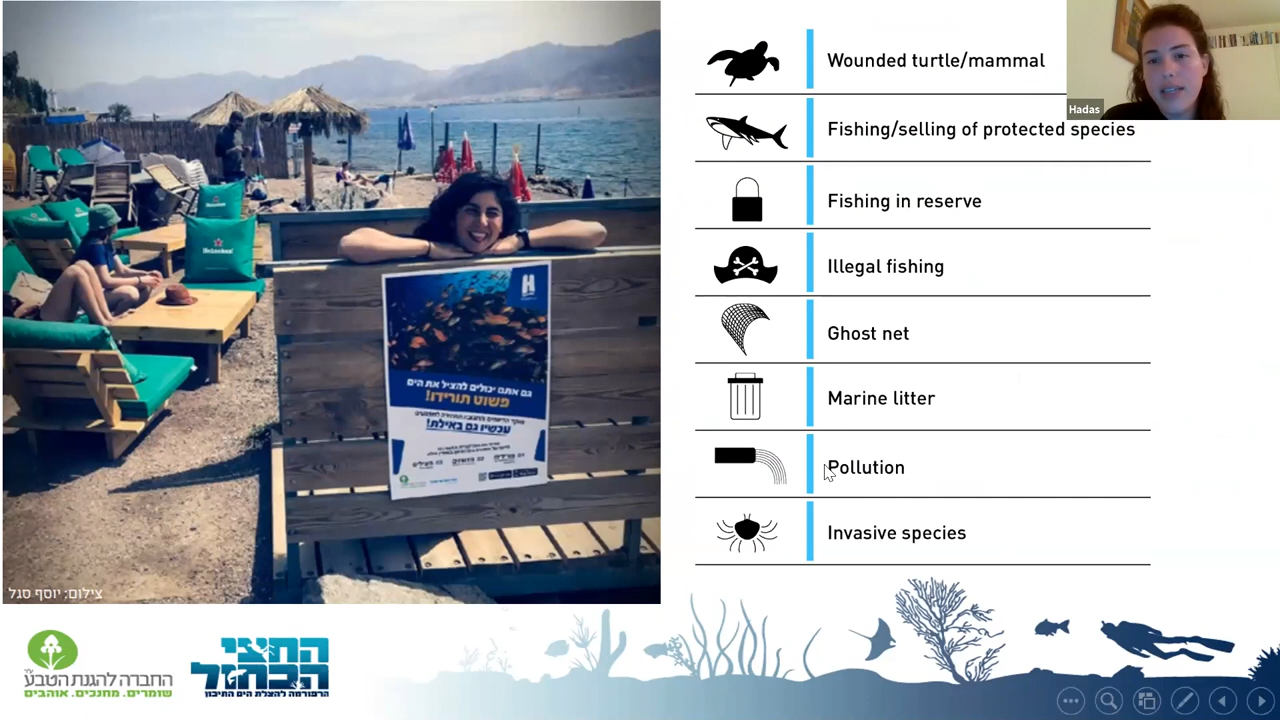 Wounded turtle/mammal
Hadas
Fishing/selling of protected species
Fishing in reserve
Illegal fishing
Ghost net
Marine litter
Pollution
Invasive species
Heineken
גם אתם יכולים להציל את הים
פשוט תורידו!
עכשיו גם באילת!
צילום: יוסף סגל
החברה להגנת הטבע
שומרים. מחנכים. אוהבים
החצי
הכחול
הרפורמה להצלת הים התיכון